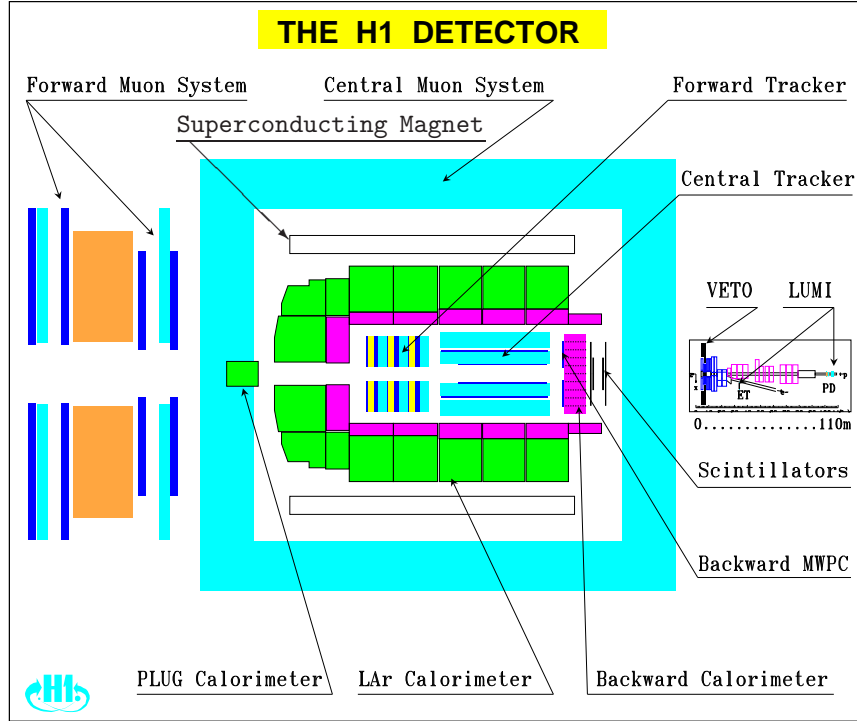 THE H1 DETECTOR
Forward Muon System
Central Muon System
Forward Tracker
Superconducting Magnet
Central Tracker
VETO
LUMI
ET
PD
0..............110m
Scintillators
Backward MWPC
PLUG Calorimeter
LAr Calorimeter
Backward Calorimeter
H1